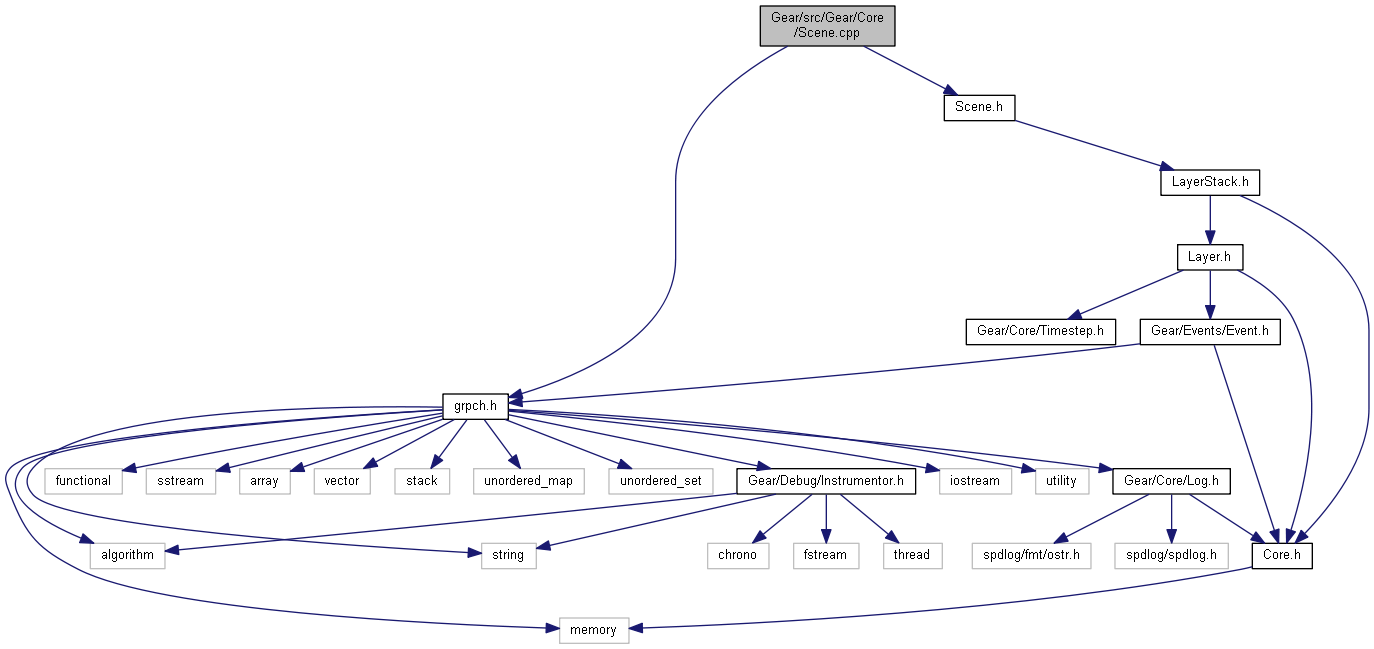 Gear/src/Gear/Core
/Scene.cpp
Scene.h
LayerStack.h
Layer.h
Gear/Core/Timestep.h
Gear/Events/Event.h
grpch.h
functional
sstream
array
vector
stack
unordered_map
unordered_set
Gear/Debug/Instrumentor.h
iostream
utility
Gear/Core/Log.h
algorithm
string
chrono
fstream
thread
spdlog/fmt/ostr.h
spdlog/spdlog.h
Core.h
memory